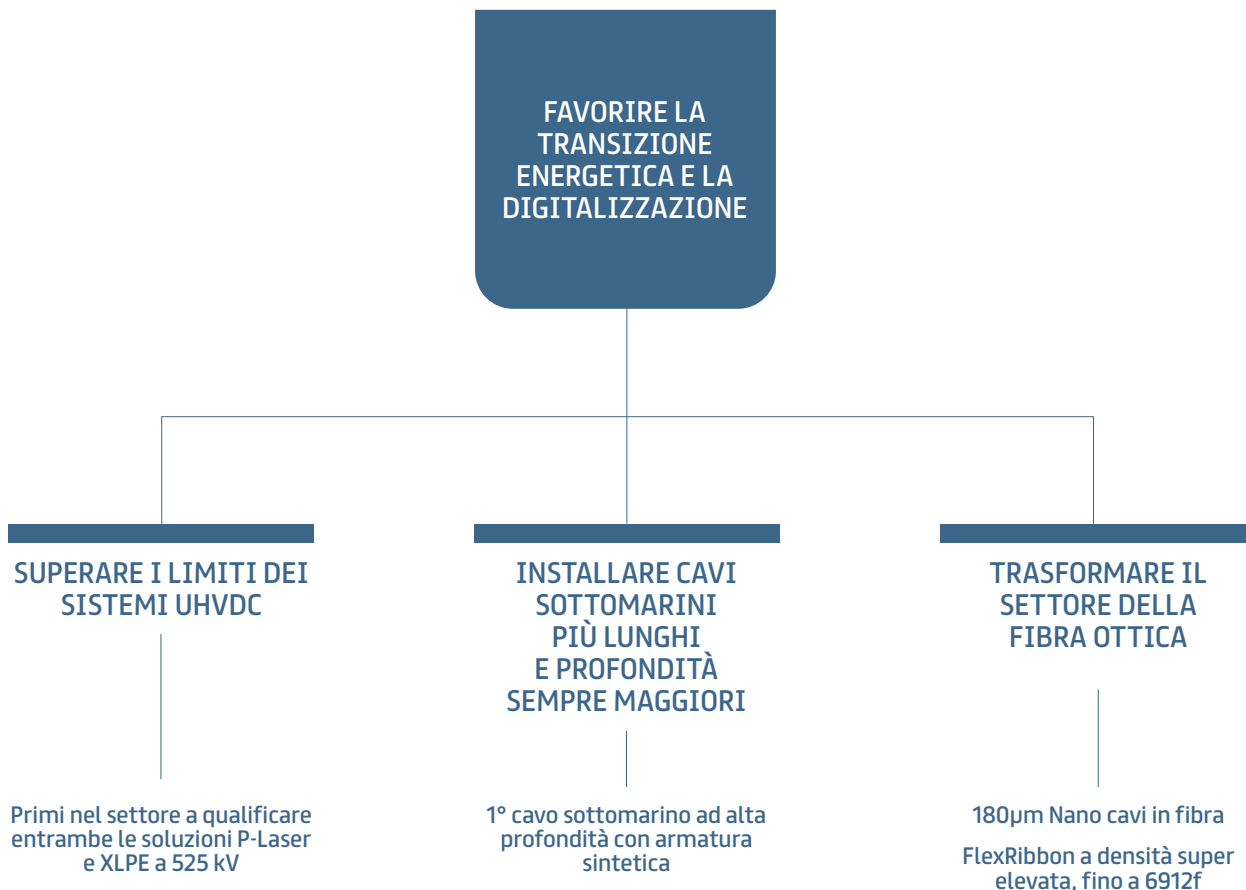 FAVORIRE LA
TRANSIZIONE
ENERGETICA E LA
DIGITALIZZAZIONE
SUPERARE I LIMITI DEI
SISTEMI UHVDC
Primi nel settore a qualificare
entrambe le soluzioni P-Laser
e XLPE a 525 kV
INSTALLARE CAVI
SOTTOMARINI
PIÙ LUNGHI
E PROFONDITÀ
SEMPRE MAGGIORI
1° cavo sottomarino ad alta
profondità con armatura
sintetica
TRASFORMARE IL
SETTORE DELLA
FIBRA OTTICA
180µm Nano cavi in fibra
FlexRibbon a densità super
elevata, fino a 6912f